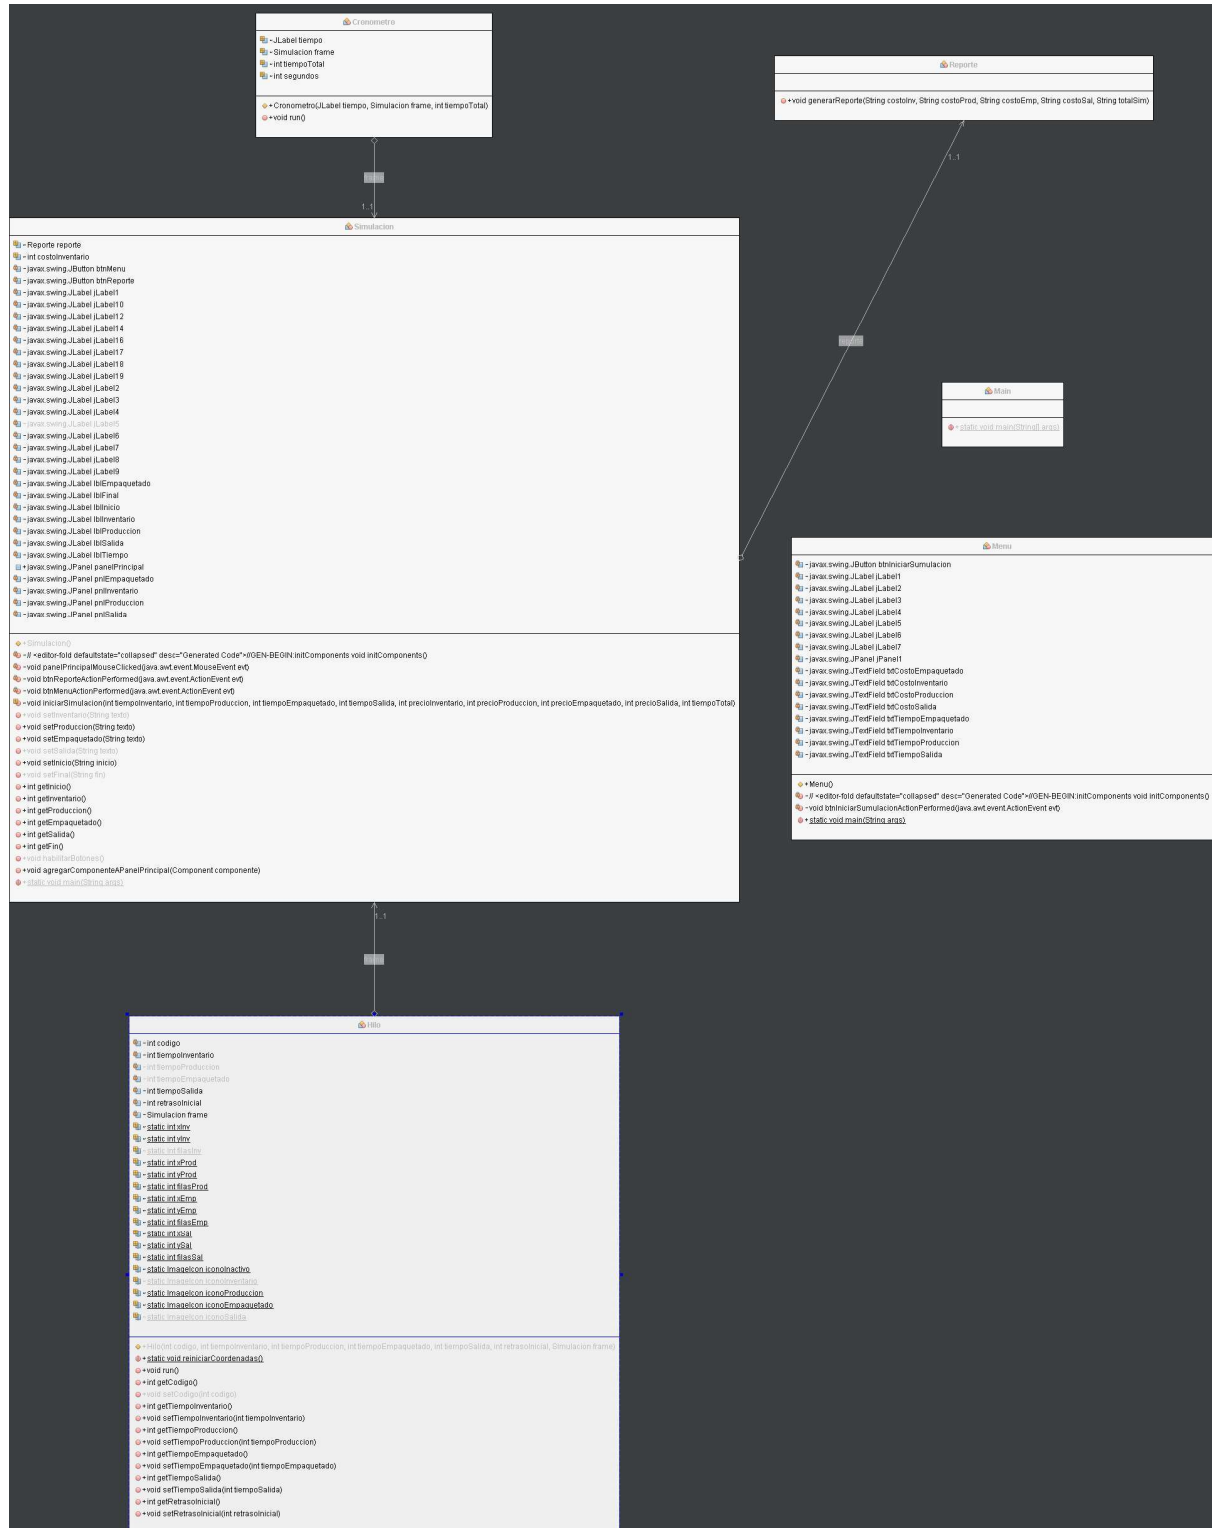 Cronometro
-JLabel tiempo
-Simulacion frame
-int tiempoTotal
-int segundos
+Cronometro(JLabel tiempo, Simulacion frame, int tiempoTotal)
+void run()
1..1
Reporte
+void generarReporte(String costoInv, String costoProd, String costoEmp, String costoSal, String totalSim)
1..1
Simulacion
-Reporte reporte
-int costoInventario
-javax.swing.JButton btnMenu
-javax.swing.JButton btnReporte
-javax.swing.JLabel jLabel1
-javax.swing.JLabel jLabel10
-javax.swing.JLabel jLabel12
-javax.swing.JLabel jLabel14
-javax.swing.JLabel jLabel16
-javax.swing.JLabel jLabel17
-javax.swing.JLabel jLabel18
-javax.swing.JLabel jLabel19
-javax.swing.JLabel jLabel2
-javax.swing.JLabel jLabel3
-javax.swing.JLabel jLabel4
-javax.swing.JLabel jLabel5
-javax.swing.JLabel jLabel6
-javax.swing.JLabel jLabel7
-javax.swing.JLabel jLabel8
-javax.swing.JLabel jLabel9
-javax.swing.JLabel lblEmpaquetado
-javax.swing.JLabel lblFinal
-javax.swing.JLabel lblInicio
-javax.swing.JLabel lblInventario
-javax.swing.JLabel lblProduccion
-javax.swing.JLabel lblSalida
-javax.swing.JLabel lblTiempo
+javax.swing.JPanel panelPrincipal
-javax.swing.JPanel pnlEmpaquetado
-javax.swing.JPanel pnlInventario
-javax.swing.JPanel pnlProduccion
-javax.swing.JPanel pnlSalida
+Simulacion()
-// <editor-fold defaultstate="collapsed" desc="Generated Code">//GEN-BEGIN:initComponents void initComponents()
-void panelPrincipalMouseClicked(java.awt.event.MouseEvent evt)
-void btnReporteActionPerformed(java.awt.event.ActionEvent evt)
-void btnMenuActionPerformed(java.awt.event.ActionEvent evt)
-void iniciarSimulacion(int tiempoInventario, int tiempoProduccion, int tiempoEmpaquetado, int tiempoSalida, int precioInventario, int precioProduccion, int precioEmpaquetado, int precioSalida, int tiempoTotal)
+void setInventario(String texto)
+void setProduccion(String texto)
+void setEmpaquetado(String texto)
+void setSalida(String texto)
+void setInicio(String inicio)
+void setFinal(String fin)
+int getInicio()
+int getInventario()
+int getProduccion()
+int getEmpaquetado()
+int getSalida()
+int getFin()
+void habilitarBotones()
+void agregarComponenteAPanelPrincipal(Component componente)
+static void main(String args)
Main
+static void main(String[] args)
Menu
-javax.swing.JButton btnIniciarSumulacion
-javax.swing.JLabel jLabel1
-javax.swing.JLabel jLabel2
-javax.swing.JLabel jLabel3
-javax.swing.JLabel jLabel4
-javax.swing.JLabel jLabel5
-javax.swing.JLabel jLabel6
-javax.swing.JLabel jLabel7
-javax.swing.JPanel jPanel1
-javax.swing.JTextField txtCostoEmpaquetado
-javax.swing.JTextField txtCostoInventario
-javax.swing.JTextField txtCostoProduccion
-javax.swing.JTextField txtCostoSalida
-javax.swing.JTextField txtTiempoEmpaquetado
-javax.swing.JTextField txtTiempoInventario
-javax.swing.JTextField txtTiempoProduccion
-javax.swing.JTextField txtTiempoSalida
+Menu()
-// <editor-fold defaultstate="collapsed" desc="Generated Code">//GEN-BEGIN:initComponents void initComponents()
-void btnIniciarSumulacionActionPerformed(java.awt.event.ActionEvent evt)
+static void main(String args)
1..1
Hilo
-int codigo
-int tiempoInventario
-int tiempoProduccion
-int tiempoEmpaquetado
-int tiempoSalida
-int retrasoInicial
-Simulacion frame
-static int xInv
-static int yInv
-static int filasInv
-static int xProd
-static int yProd
-static int filasProd
-static int xEmp
-static int yEmp
-static int filasEmp
-static int xSal
-static int ySal
-static int filasSal
-static ImageIcon iconoInactivo
-static ImageIcon iconoInventario
-static ImageIcon iconoProduccion
-static ImageIcon iconoEmpaquetado
-static ImageIcon iconoSalida
+Hilo(int codigo, int tiempoInventario, int tiempoProduccion, int tiempoEmpaquetado, int tiempoSalida, int retrasoInicial, Simulacion frame)
+static void reiniciarCoordenadas()
+void run()
+int getCodigo()
+void setCodigo(int codigo)
+int getTiempoInventario()
+void setTiempoInventario(int tiempoInventario)
+int getTiempoProduccion()
+void setTiempoProduccion(int tiempoProduccion)
+int getTiempoEmpaquetado()
+void setTiempoEmpaquetado(int tiempoEmpaquetado)
+int getTiempoSalida()
+void setTiempoSalida(int tiempoSalida)
+int getRetrasoInicial()
+void setRetrasoInicial(int retrasoInicial)